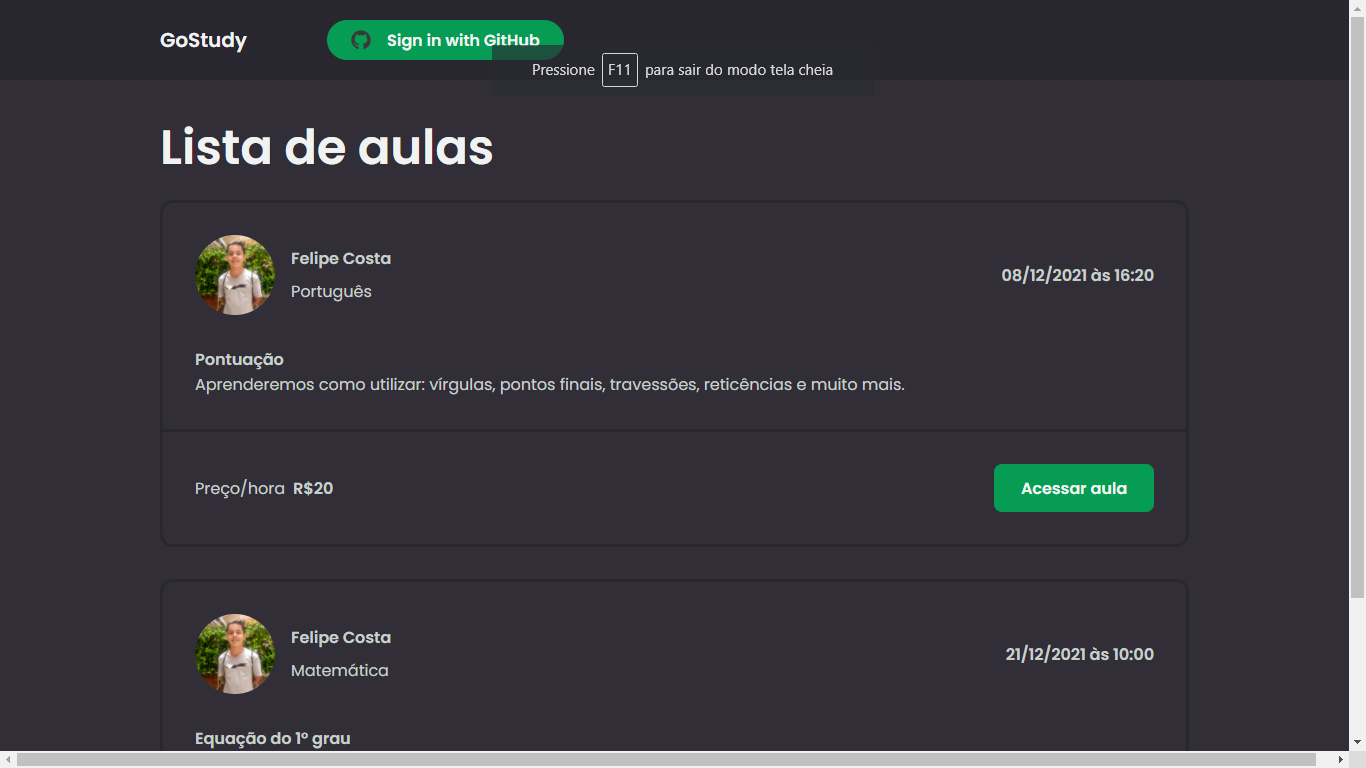 GoStudy
Sign in with GitHub
Pressione F11 para sair do modo tela cheia
Lista de aulas
Felipe Costa
Português
08/12/2021 às 16:20
Pontuação
Aprenderemos como utilizar: vírgulas, pontos finais, travessões, reticências e muito mais.
Preço/hora R$20
Acessar aula
Felipe Costa
Matemática
21/12/2021 às 10:00
Equação do 1º grau